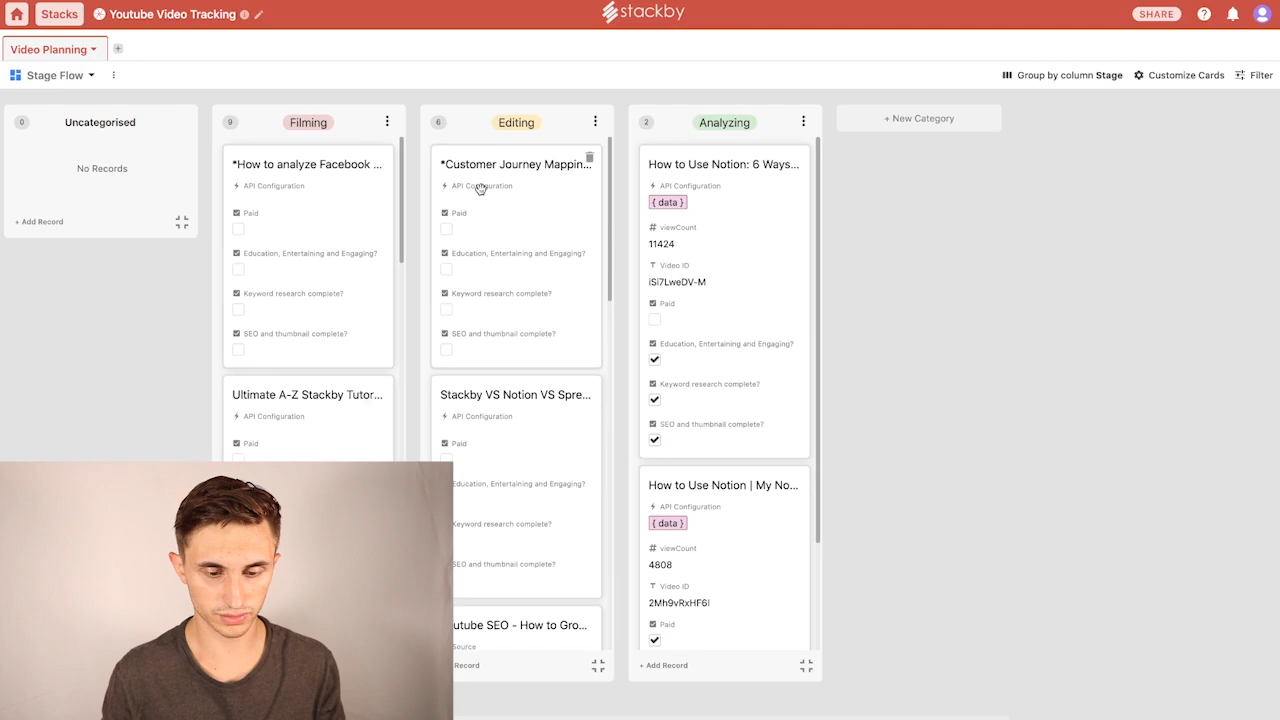 Stacks
Youtube Video Tracking
stackby
SHARE
Video Planning
Stage Flow
Group by column Stage
Customize Cards
Filter
0
Uncategorised
No Records
+ Add Record
9
Filming
*How to analyze Facebook ...
API Configuration
Paid
Education, Entertaining and Engaging?
Keyword research complete?
SEO and thumbnail complete?
Ultimate A-Z Stackby Tutor...
API Configuration
Paid
6
Editing
*Customer Journey Mappin...
API Configuration
Paid
Education, Entertaining and Engaging?
Keyword research complete?
SEO and thumbnail complete?
Stackby VS Notion VS Spre...
API Configuration
Paid
Education, Entertaining and Engaging?
Keyword research complete?
SEO and thumbnail complete?
utube SEO - How to Gro...
Source
Record
2
Analyzing
How to Use Notion: 6 Ways...
API Configuration
{ data }
# viewCount
11424
T Video ID
iSi7LweDV-M
Paid
Education, Entertaining and Engaging?
Keyword research complete?
SEO and thumbnail complete?
How to Use Notion | My No...
API Configuration
{ data }
# viewCount
4808
T Video ID
2Mh9vRxHF6I
Paid
+ Add Record
+ New Category